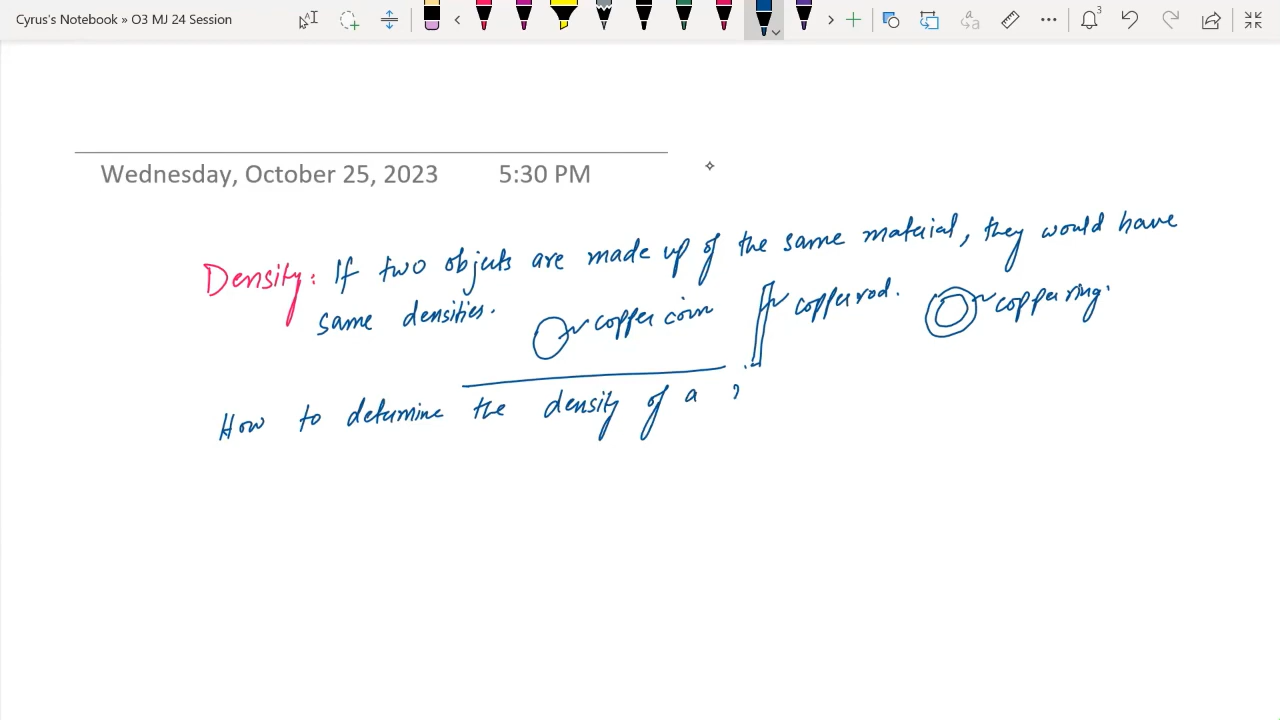 Cyrus's Notebook » O3 MJ 24 Session
3
Wednesday, October 25, 2023 5:30 PM
Density: If two objects are made up of the same material, they would have
same densities. copper coin copper rod. copper ring.
How to determine the density of a